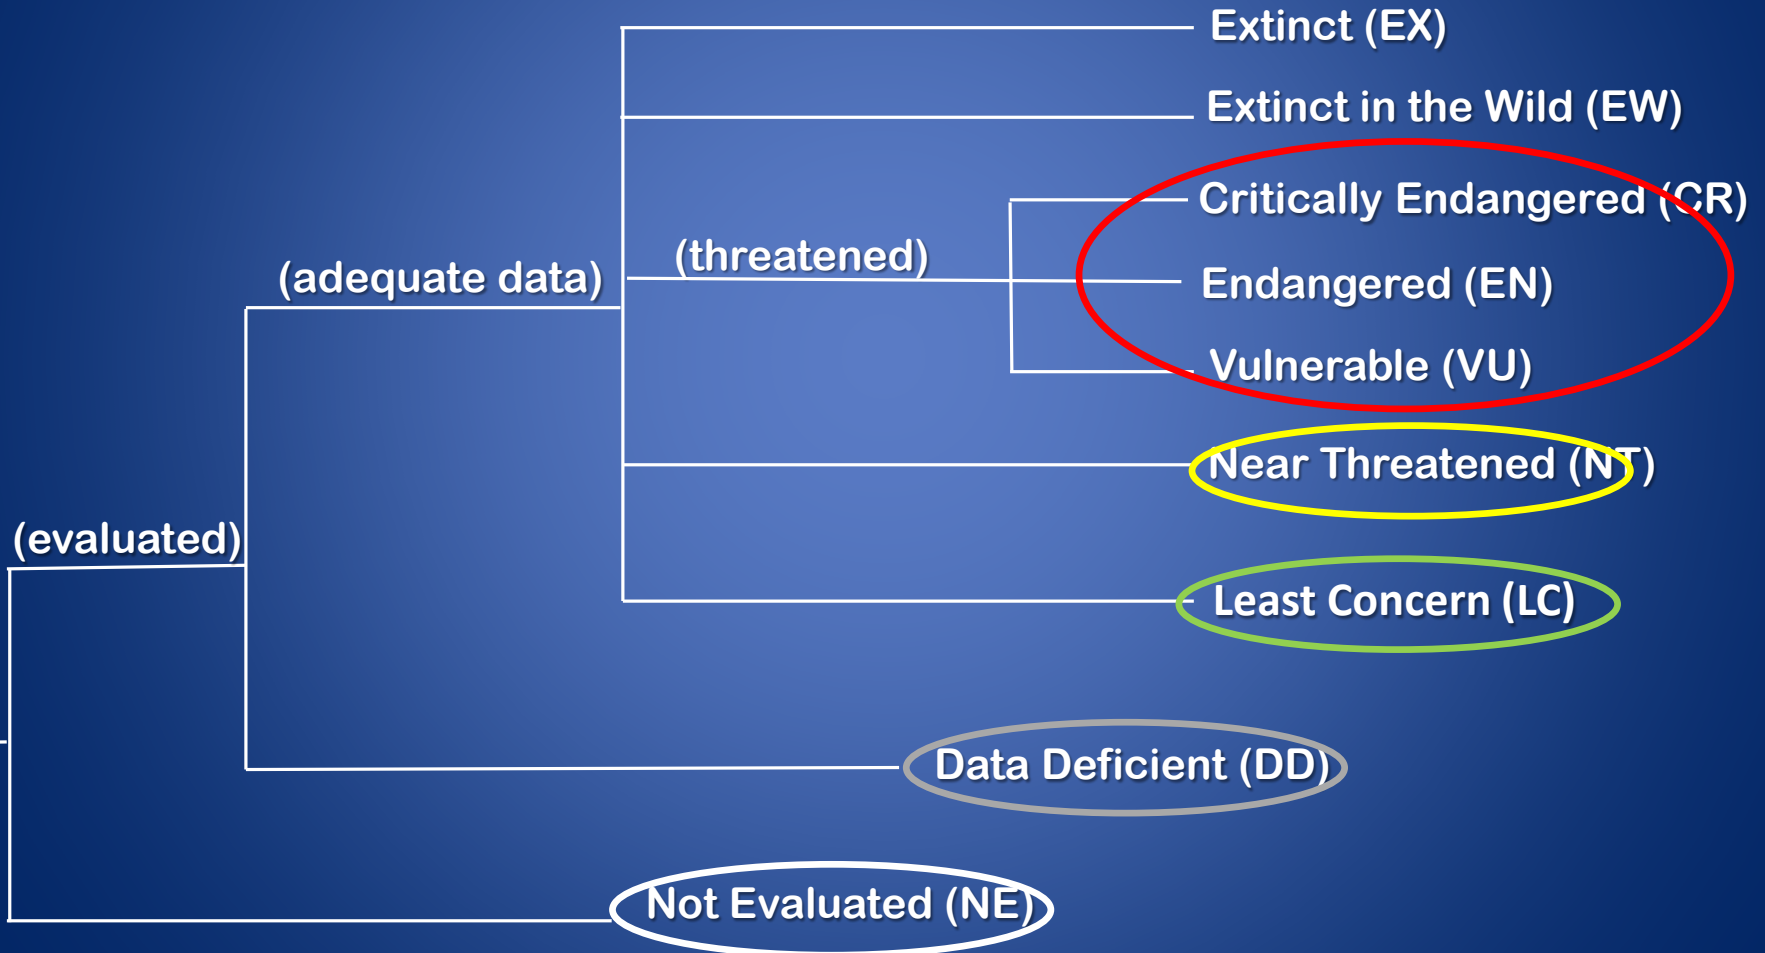 Extinct (EX)
Extinct in the Wild (EW)
Critically Endangered (CR)
(threatened)
(adequate data)
Endangered (EN)
Vulnerable (VU)
Near Threatened (NT)
(evaluated)
Least Concern (LC)
Data Deficient (DD)
Not Evaluated (NE)